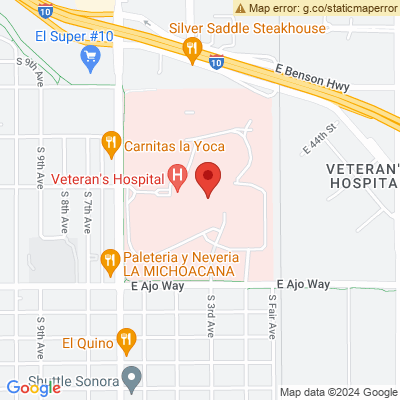 Map error: g.co/staticmaperror
10
Silver Saddle Steakhouse
El Super #10
10
E Benson Hwy
S 9th Ave
E 44th St.
Carnitas la Yoca
Veteran's Hospital
H
VETERAN'S
HOSPITA
S 9th Ave
S 8th Ave
S 7th Ave
Paleteria y Neveria
LA MICHOACANA
E Ajo Way
E Ajo Way
S 3rd Ave
S Fair Ave
S 9th Ave
El Quino
Shuttle Sonora
Google
Map data ©2024 Google